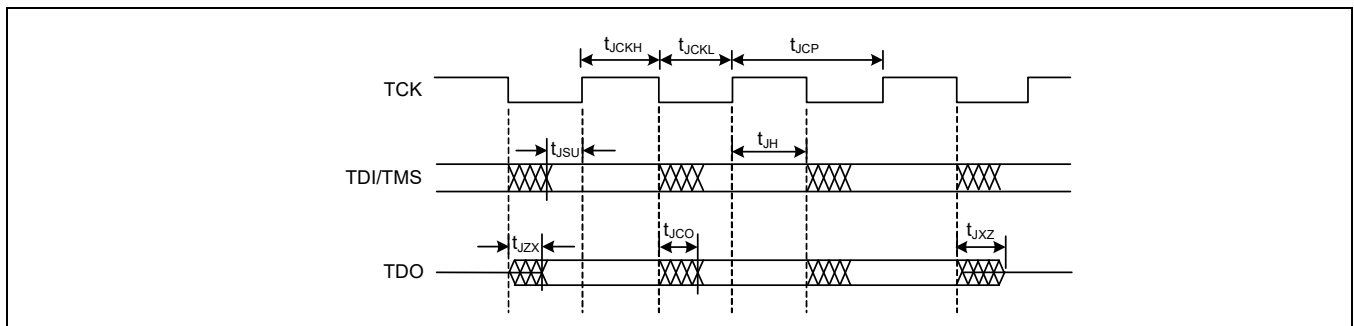 tJCKH tJCKL tJCP
TCK
tJSU tJH
TDI/TMS
tJZX tJCO tJXZ
TDO